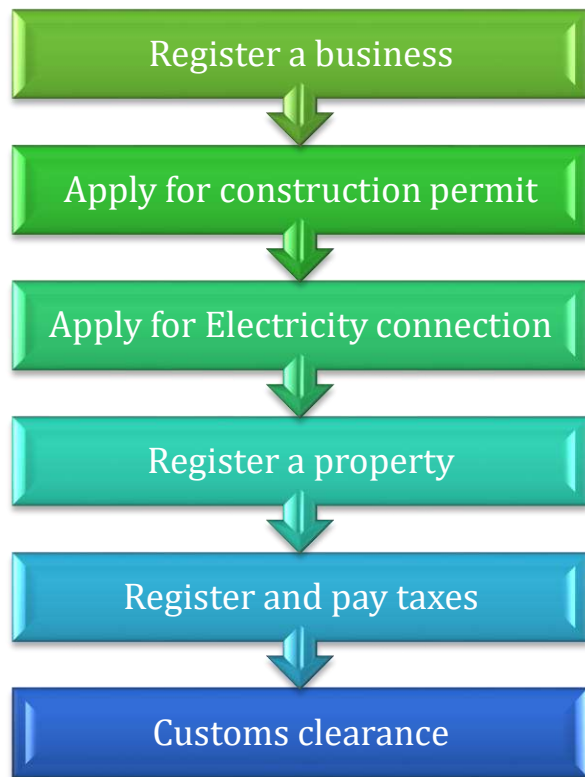 Register a business
Apply for construction permit
Apply for Electricity connection
Register a property
Register and pay taxes
Customs clearance